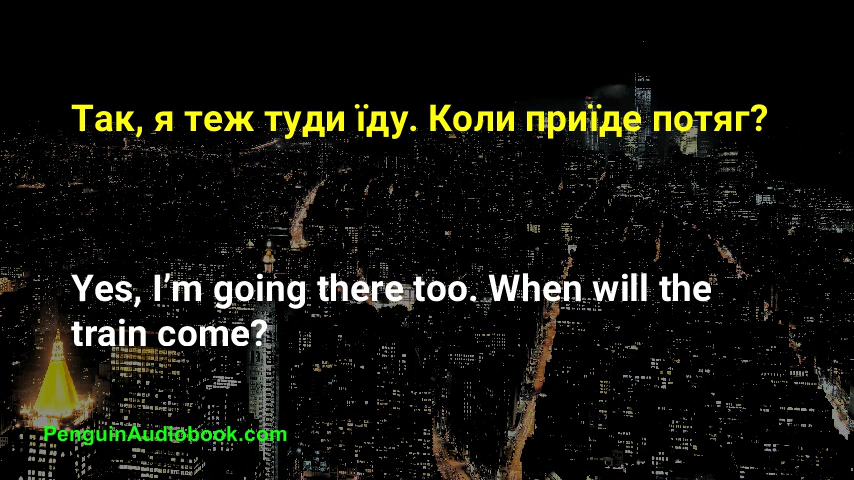 Так, я теж туди їду. Коли приїде потяг?
Yes, I’m going there too. When will the
train come?
PenguinAudiobook.com